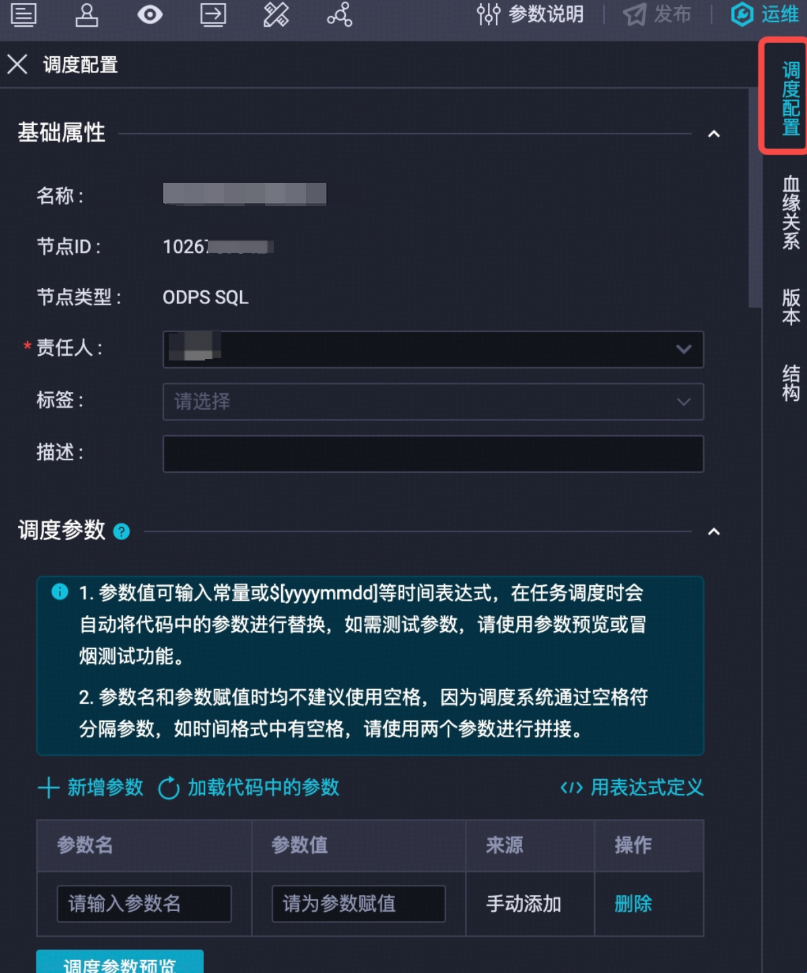 参数说明 发布 运维
调度配置
调度配置
血缘关系
版本
结构
基础属性
名称 :
节点ID : 1026
节点类型 : ODPS SQL
* 责任人 :
标签 : 请选择
描述 :
调度参数 ?
1. 参数值可输入常量或$[yyyymmdd]等时间表达式，在任务调度时会
自动将代码中的参数进行替换，如需测试参数，请使用参数预览或冒
烟测试功能。
2. 参数名和参数赋值时均不建议使用空格，因为调度系统通过空格符
分隔参数，如时间格式中有空格，请使用两个参数进行拼接。
新增参数 加载代码中的参数 用表达式定义
参数名 参数值 来源 操作
请输入参数名 请为参数赋值 手动添加 删除
调度参数预览